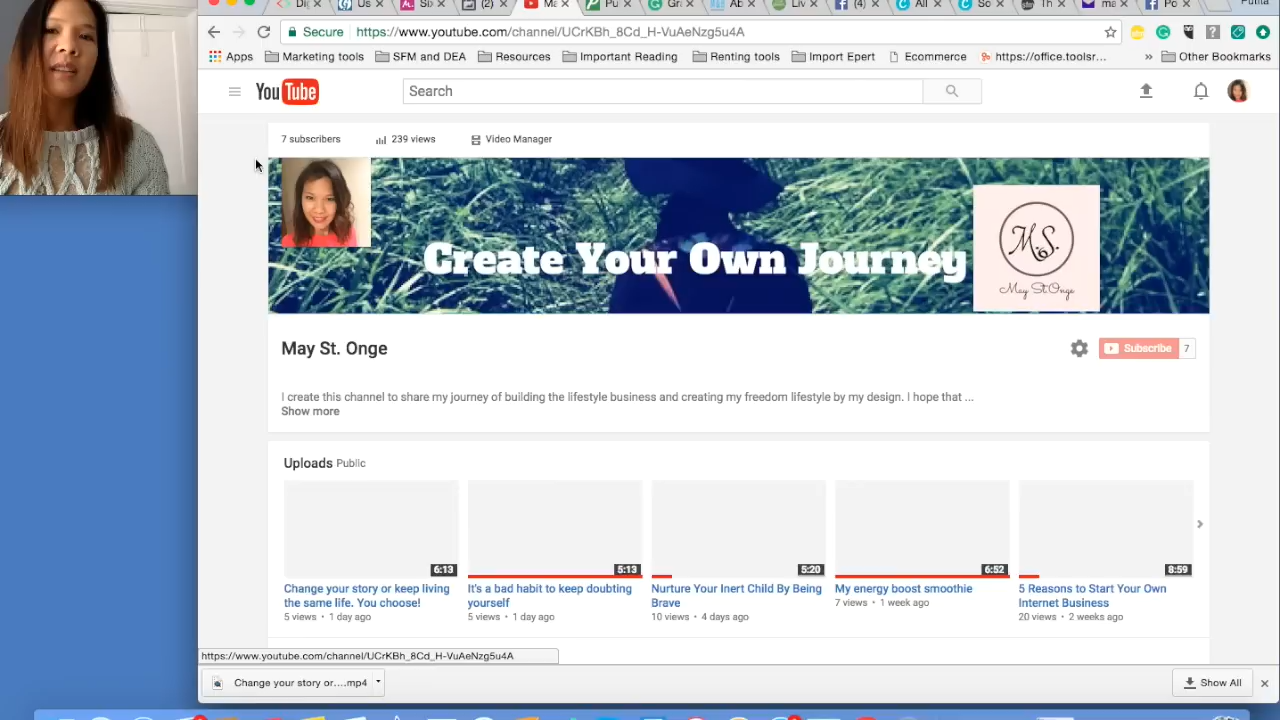 Secure https://www.youtube.com/channel/UCrKBh_8Cd_H-VuAeNzg5u4A
Apps Marketing tools SFM and DEA Resources Important Reading Renting tools Import Epert Ecommerce https://office.toolsr... » Other Bookmarks
YouTube Search
7 subscribers 239 views Video Manager
Create Your Own Journey
M.S.
May St.Onge
May St. Onge
Subscribe 7
I create this channel to share my journey of building the lifestyle business and creating my freedom lifestyle by my design. I hope that ...
Show more
Uploads Public
6:13 5:13 5:20 6:52 8:59
Change your story or keep living
the same life. You choose!
5 views • 1 day ago
It's a bad habit to keep doubting
yourself
5 views • 1 day ago
Nurture Your Inert Child By Being
Brave
10 views • 4 days ago
My energy boost smoothie
7 views • 1 week ago
5 Reasons to Start Your Own
Internet Business
20 views • 2 weeks ago
https://www.youtube.com/channel/UCrKBh_8Cd_H-VuAeNzg5u4A
Change your story or....mp4
Show All